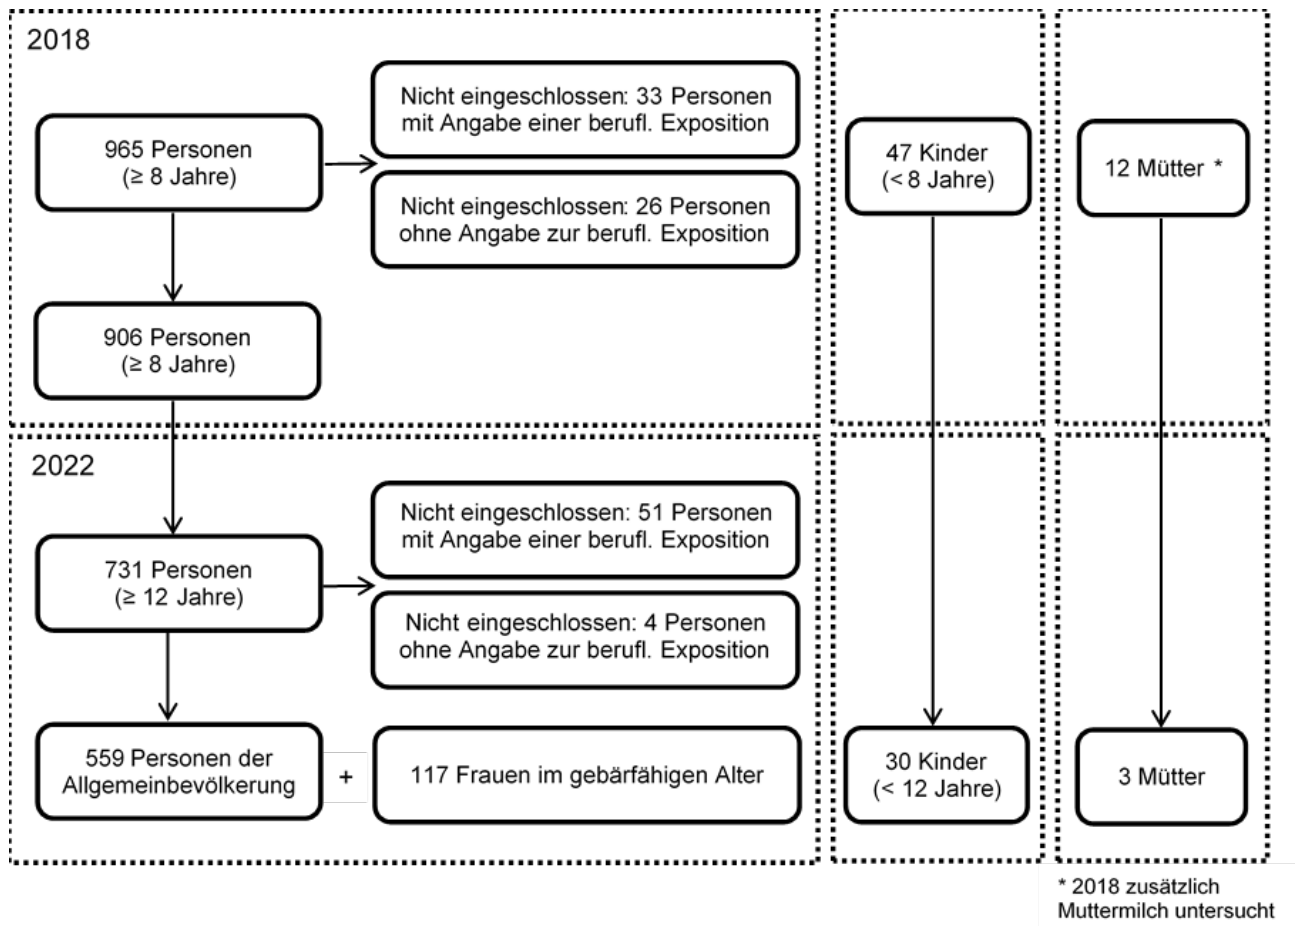 2018
965 Personen
(≥ 8 Jahre)
Nicht eingeschlossen: 33 Personen
mit Angabe einer berufl. Exposition
Nicht eingeschlossen: 26 Personen
ohne Angabe zur berufl. Exposition
906 Personen
(≥ 8 Jahre)
47 Kinder
(< 8 Jahre)
12 Mütter *
2022
731 Personen
(≥ 12 Jahre)
Nicht eingeschlossen: 51 Personen
mit Angabe einer berufl. Exposition
Nicht eingeschlossen: 4 Personen
ohne Angabe zur berufl. Exposition
559 Personen der
Allgemeinbevölkerung
+
117 Frauen im gebärfähigen Alter
30 Kinder
(< 12 Jahre)
3 Mütter
* 2018 zusätzlich
Muttermilch untersucht